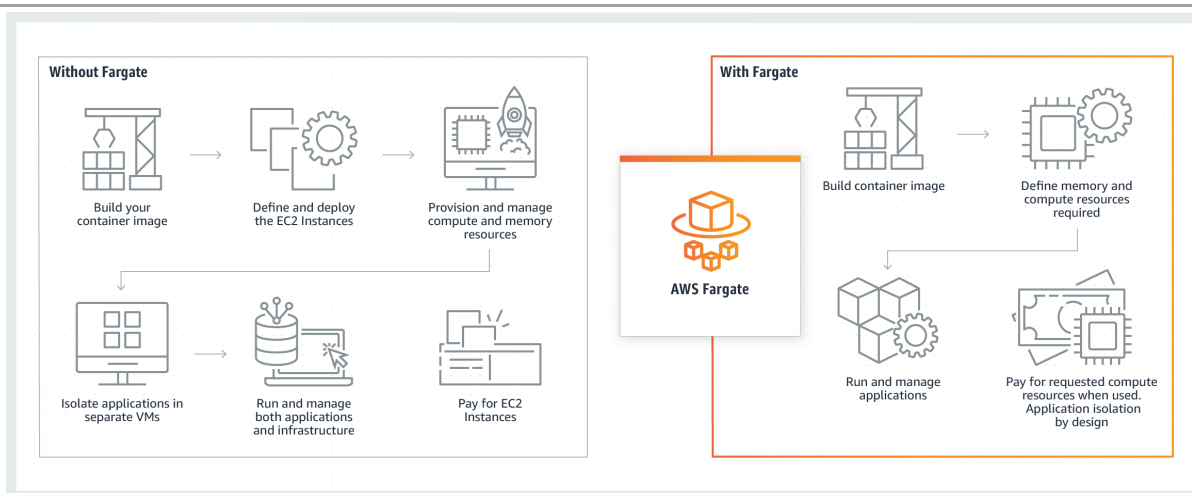 Without Fargate
Build your
container image
Define and deploy
the EC2 Instances
Provision and manage
compute and memory
resources
Isolate applications in
separate VMs
Run and manage
both applications
and infrastructure
Pay for EC2
Instances
AWS Fargate
With Fargate
Build container image
Define memory and
compute resources
required
Run and manage
applications
Pay for requested compute
resources when used.
Application isolation
by design